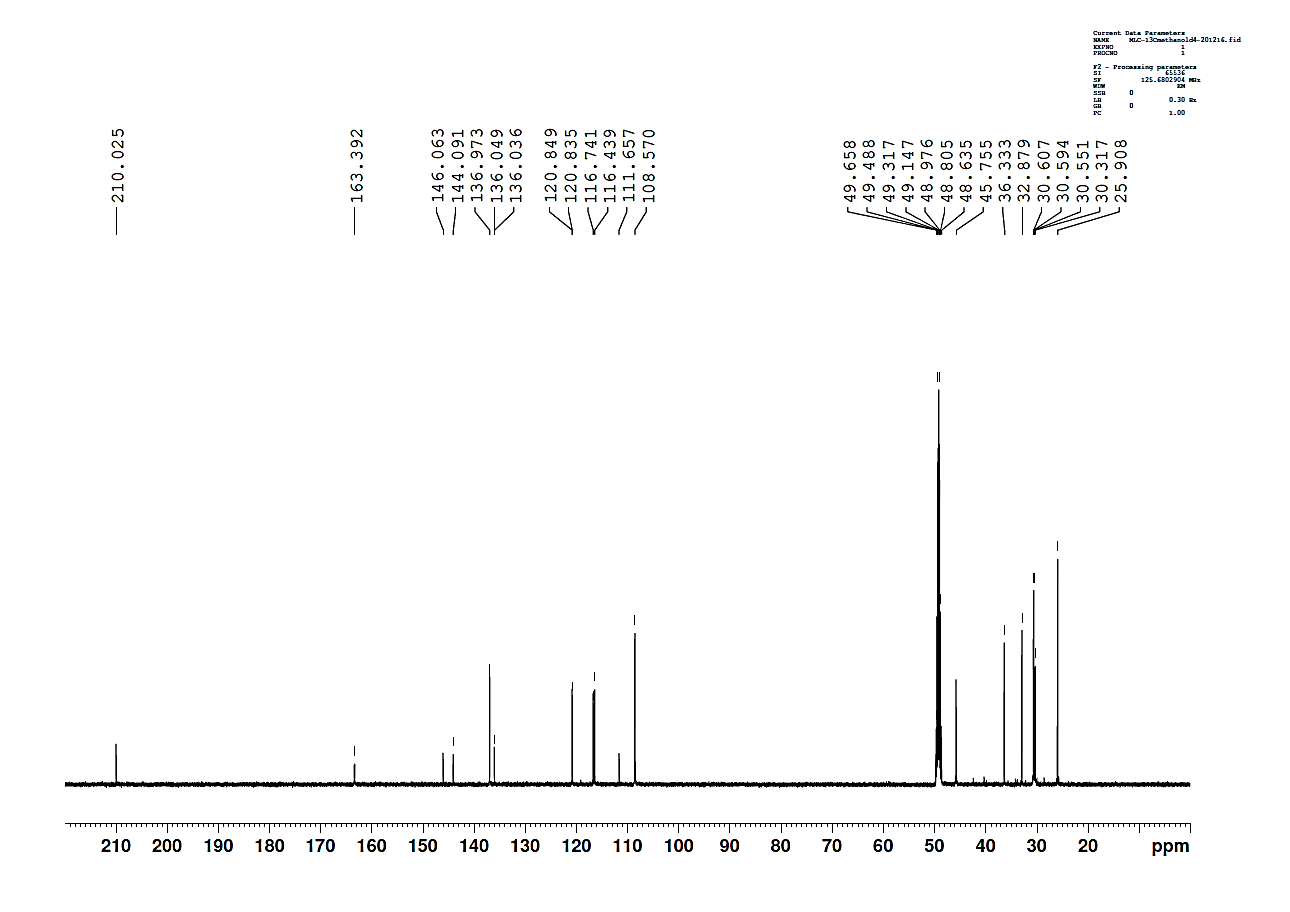 Current Data Parameters
NAME MLC-13Cmethanold4-201216.fid
EXPNO 1
PROCNO 1
F2 - Processing parameters
SI 65536
SF 125.6802904 MHz
WDW EM
SSB 0
LB 0.30 Hz
GB 0
PC 1.00
210.025
163.392
146.063
144.091
136.973
136.049
136.036
120.849
120.835
116.741
116.439
111.657
108.570
49.658
49.488
49.317
49.147
48.976
48.805
48.635
45.755
36.333
32.879
30.607
30.594
30.551
30.317
25.908
210 200 190 180 170 160 150 140 130 120 110 100 90 80 70 60 50 40 30 20 ppm